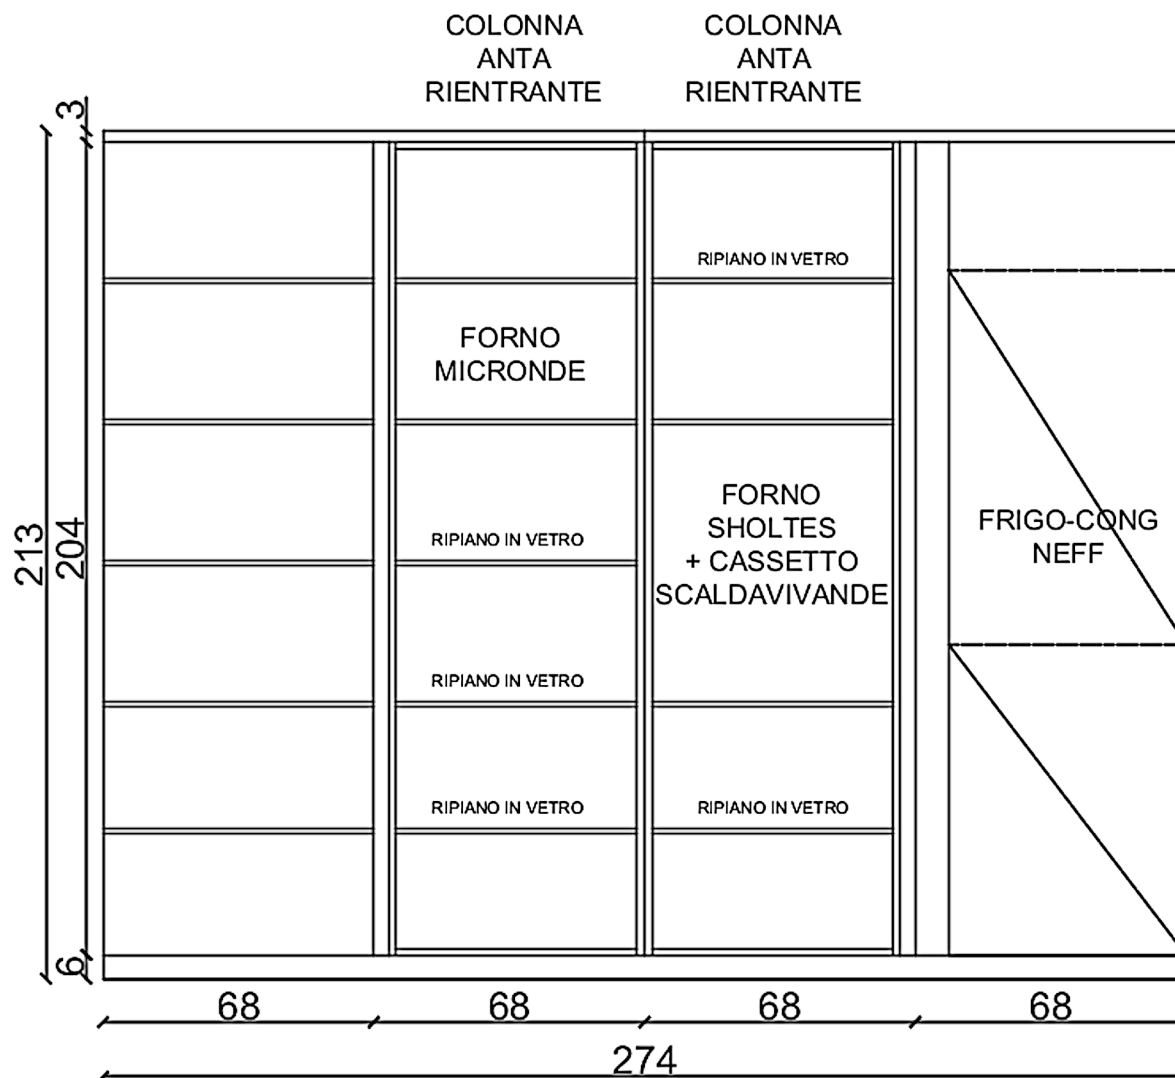 COLONNA
ANTA
RIENTRANTE
COLONNA
ANTA
RIENTRANTE
3
213
204
6
RIPIANO IN VETRO
FORNO
MICRONDE
FORNO
SHOLTES
+ CASSETTO
SCALDAVIVANDE
FRIGO-CONG
NEFF
RIPIANO IN VETRO
RIPIANO IN VETRO
RIPIANO IN VETRO
RIPIANO IN VETRO
68
68
68
68
274